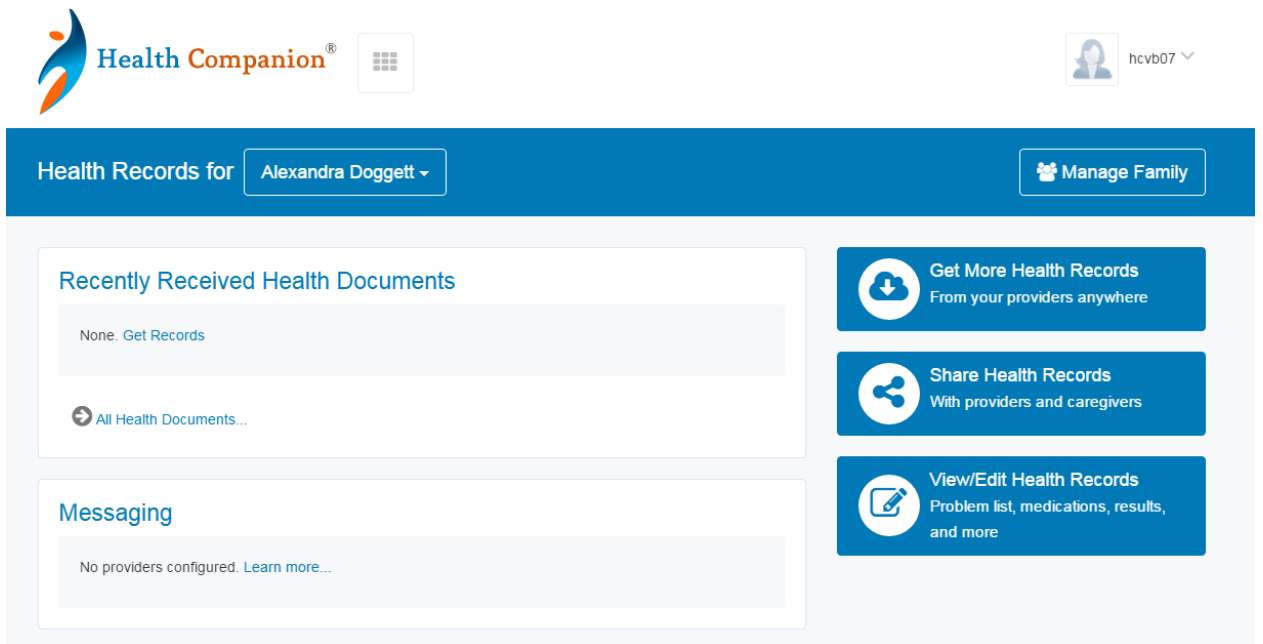 Health Companion®
hcvb07
Health Records for Alexandra Doggett
Manage Family
Recently Received Health Documents
None. Get Records
All Health Documents...
Messaging
No providers configured. Learn more...
Get More Health Records
From your providers anywhere
Share Health Records
With providers and caregivers
View/Edit Health Records
Problem list, medications, results,
and more